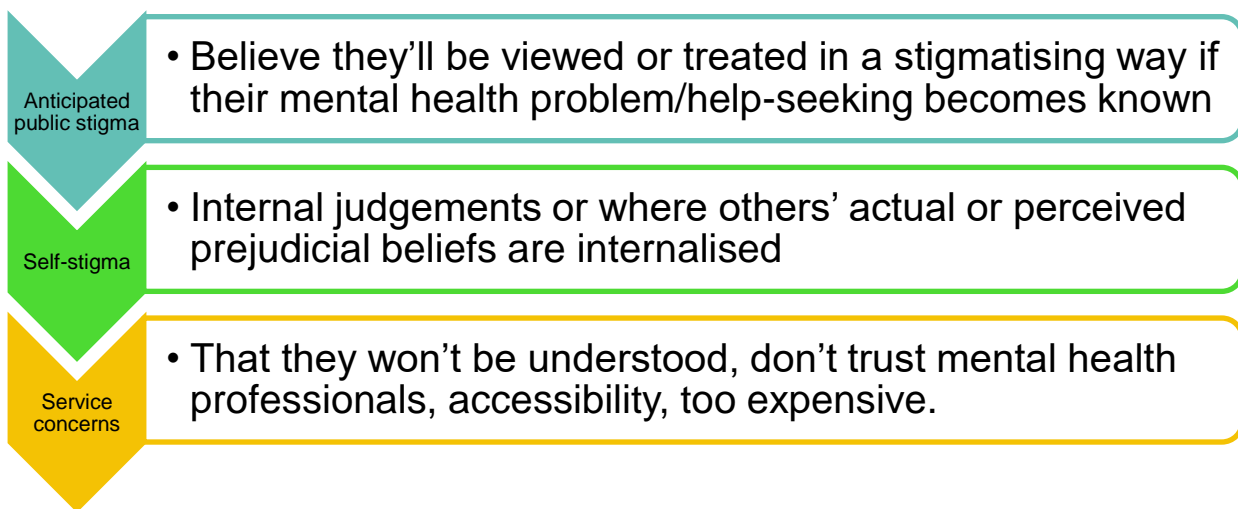 Anticipated
public stigma
• Believe they’ll be viewed or treated in a stigmatising way if
their mental health problem/help-seeking becomes known
Self-stigma
• Internal judgements or where others’ actual or perceived
prejudicial beliefs are internalised
Service
concerns
• That they won’t be understood, don’t trust mental health
professionals, accessibility, too expensive.